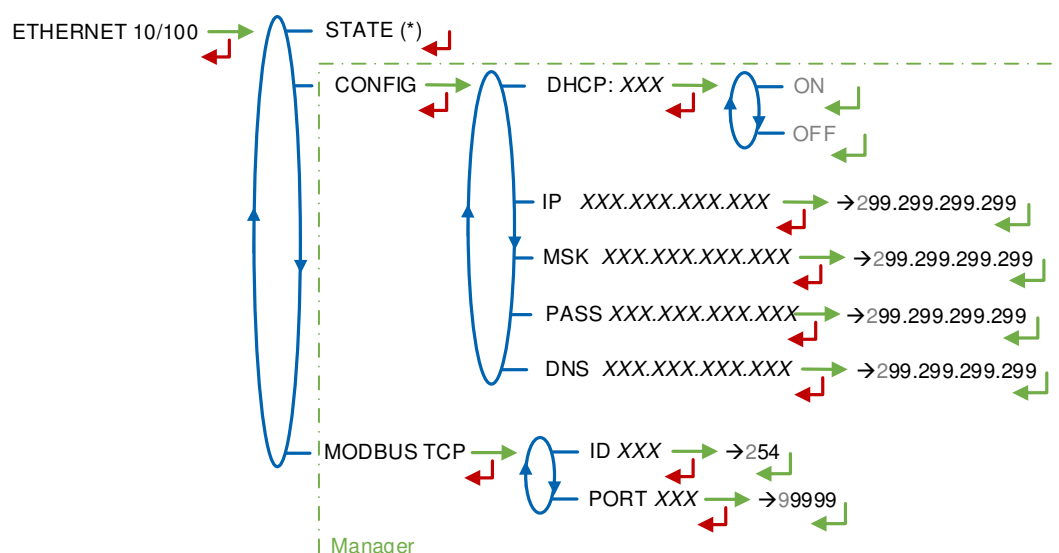 ETHERNET 10/100 STATE (*)
CONFIG DHCP: XXX ON
OFF
IP XXX.XXX.XXX.XXX →299.299.299.299
MSK XXX.XXX.XXX.XXX →299.299.299.299
PASS XXX.XXX.XXX.XXX →299.299.299.299
DNS XXX.XXX.XXX.XXX →299.299.299.299
MODBUS TCP ID XXX →254
PORT XXX →99999
Manager